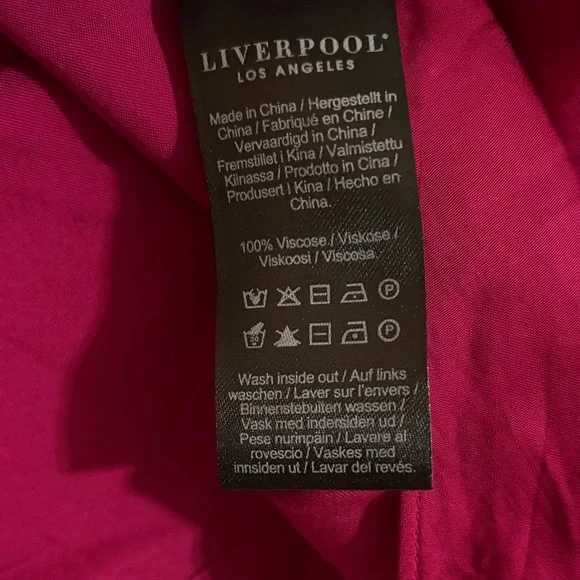 LIVERPOOL®
LOS ANGELES
Made in China / Hergestellt in
China / Fabriqué en Chine /
Vervaardigd in China /
Fremstillet i Kina / Valmistettu
Kiinassa / Prodotto in Cina /
Produsert i Kina / Hecho en
China.
100% Viscose / Viskose /
Viskoosi / Viscosa.
P
30 P
Wash inside out / Auf links
waschen / Laver sur l'envers /
Binnenstebuiten wassen /
Vask med indersiden ud /
Pese nurinpäin / Lavare al
rovescio / Vaskes med
innsiden ut / Lavar del revés.